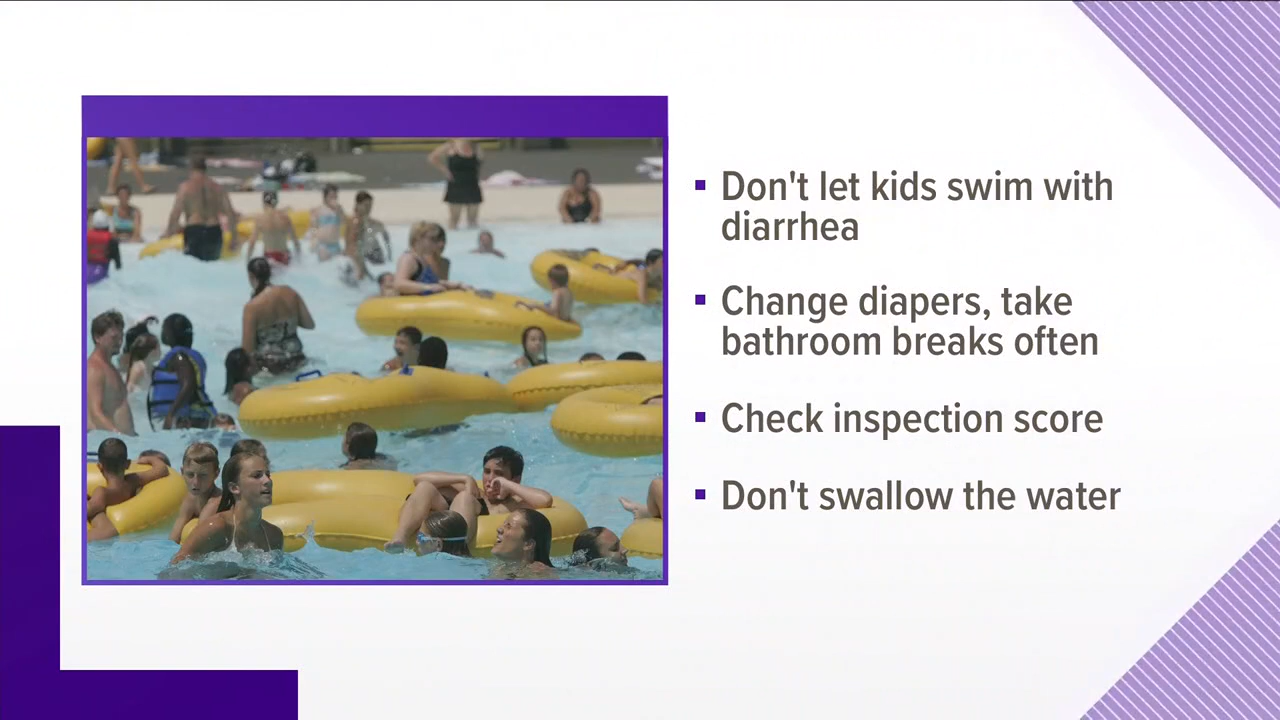 Don't let kids swim with
diarrhea
Change diapers, take
bathroom breaks often
Check inspection score
Don't swallow the water